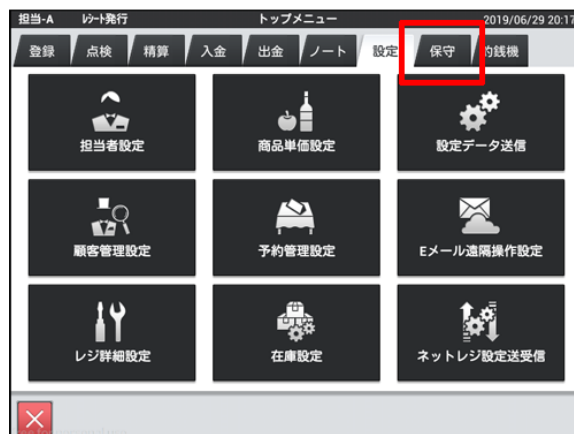 担当-A ﾚｼｰﾄ発行 トップメニュー 2019/06/29 20:17
登録 点検 精算 入金 出金 ノート 設定 保守 釣銭機
担当者設定 商品単価設定 設定データ送信
顧客管理設定 予約管理設定 Eメール遠隔操作設定
レジ詳細設定 在庫設定 ネットレジ設定送受信